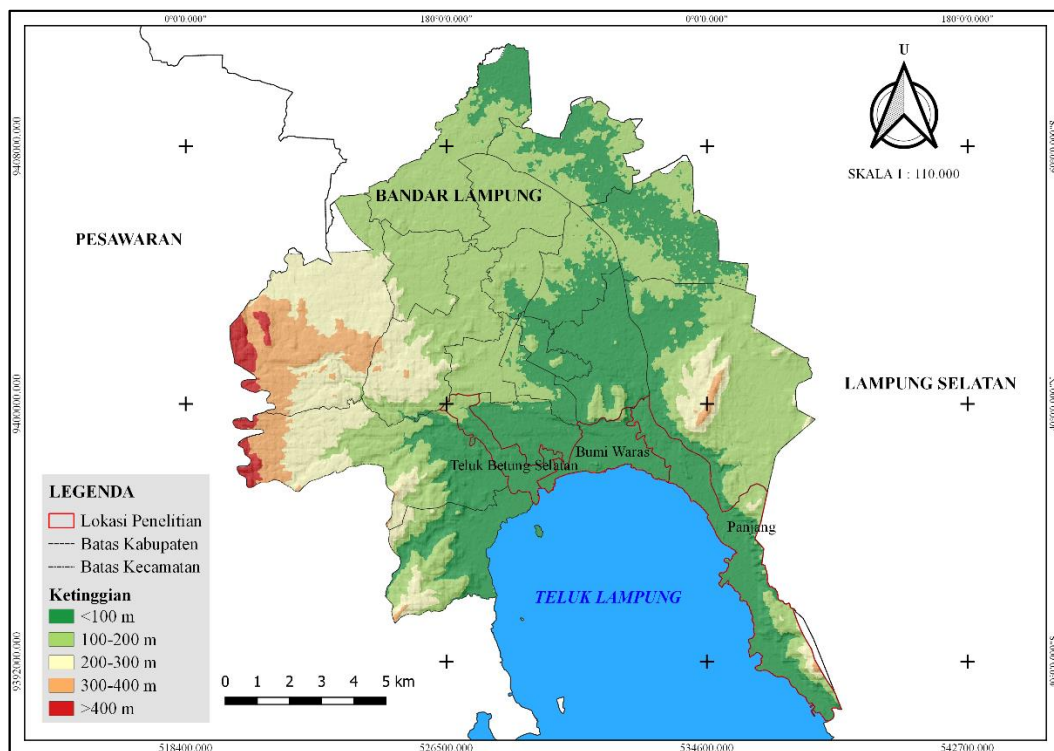 0°0'0.000"
180°0'0.000"
0°0'0.000"
180°0'0.000"
U
SKALA 1 : 110.000
9408000.000
BANDAR LAMPUNG
PESAWARAN
LAMPUNG SELATAN
9400000.000
Bumi Waras
Teluk Betung Selatan
Panjang
TELUK LAMPUNG
9392000.000
LEGENDA
Lokasi Penelitian
Batas Kabupaten
Batas Kecamatan
Ketinggian
<100 m
100-200 m
200-300 m
300-400 m
>400 m
0 1 2 3 4 5 km
518400.000
526500.000
534600.000
542700.000